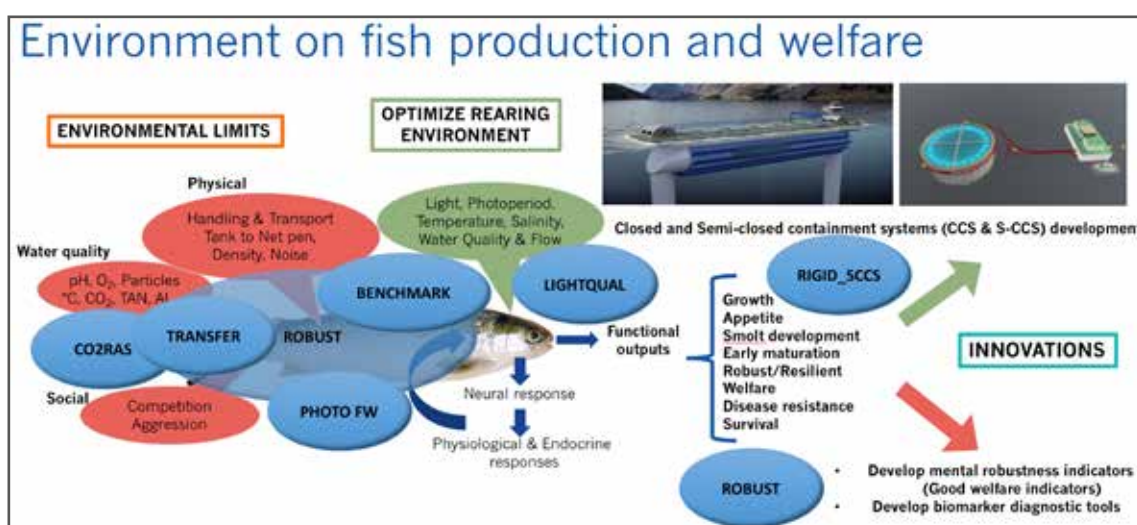 Environment on fish production and welfare
ENVIRONMENTAL LIMITS
OPTIMIZE REARING
ENVIRONMENT
Physical
Handling & Transport
Tank to Net pen,
Density, Noise
Light, Photoperiod,
Temperature, Salinity,
Water Quality & Flow
Closed and Semi-closed containment systems (CCS & S-CCS) development
Water quality
pH, O₂, Particles
°C, CO₂, TAN, Al
BENCHMARK
LIGHTQUAL
RIGID_SCCS
CO2RAS
TRANSFER
ROBUST
Functional
outputs
Growth
Appetite
Smolt development
Early maturation
Robust/Resilient
Welfare
Disease resistance
Survival
INNOVATIONS
Social
Competition
Aggression
PHOTO FW
Neural response
Physiological & Endocrine
responses
ROBUST
• Develop mental robustness indicators
(Good welfare indicators)
• Develop biomarker diagnostic tools